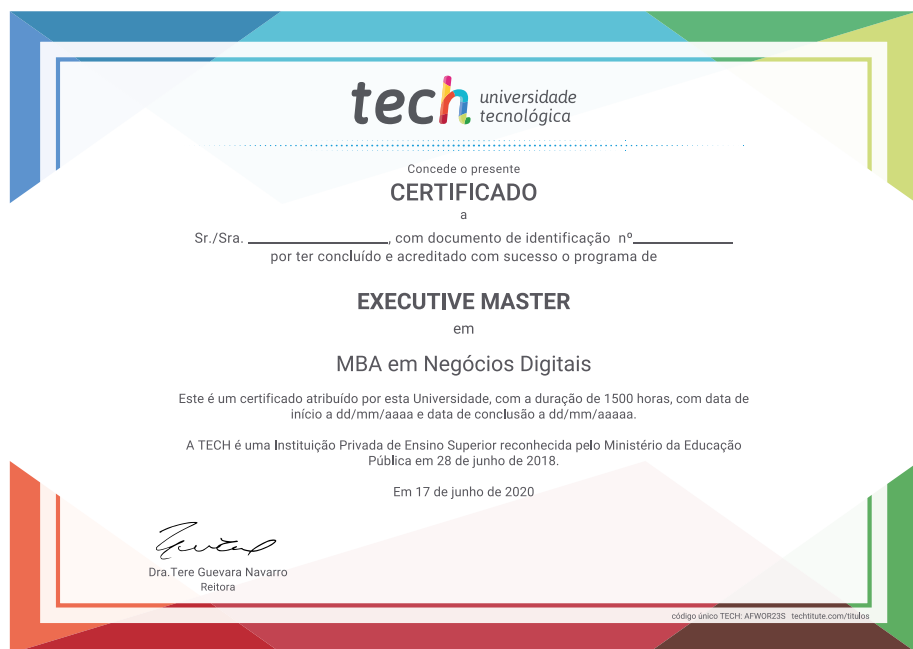 tech universidade
tecnológica
Concede o presente
CERTIFICADO
a
Sr./Sra. ____________________, com documento de identificação nº______________
por ter concluído e acreditado com sucesso o programa de
EXECUTIVE MASTER
em
MBA em Negócios Digitais
Este é um certificado atribuído por esta Universidade, com a duração de 1500 horas, com data de
início a dd/mm/aaaa e data de conclusão a dd/mm/aaaaa.
A TECH é uma Instituição Privada de Ensino Superior reconhecida pelo Ministério da Educação
Pública em 28 de junho de 2018.
Em 17 de junho de 2020
Dra.Tere Guevara Navarro
Reitora
código único TECH: AFWOR23S techtitute.com/titulos